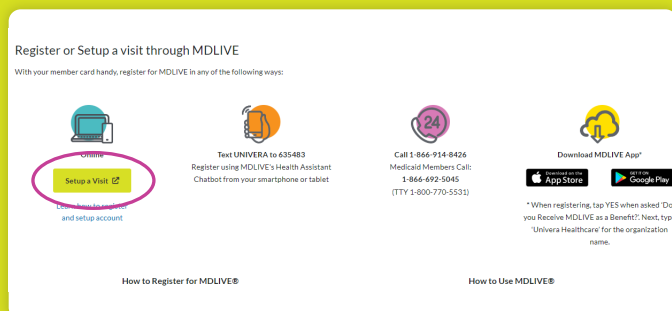 Register or Setup a visit through MDLIVE
With your member card handy, register for MDLIVE in any of the following ways:
Online
Setup a Visit
Learn how to register
and setup account
Text UNIVERA to 635483
Register using MDLIVE's Health Assistant
Chatbot from your smartphone or tablet
24
Call 1-866-914-8426
Medicaid Members Call:
1-866-692-5045
(TTY 1-800-770-5531)
Download MDLIVE App*
Download on the
App Store
GET IT ON
Google Play
* When registering, tap YES when asked 'Do
you Receive MDLIVE as a Benefit?'. Next, typ
'Univera Healthcare' for the organization
name.
How to Register for MDLIVE®
How to Use MDLIVE®